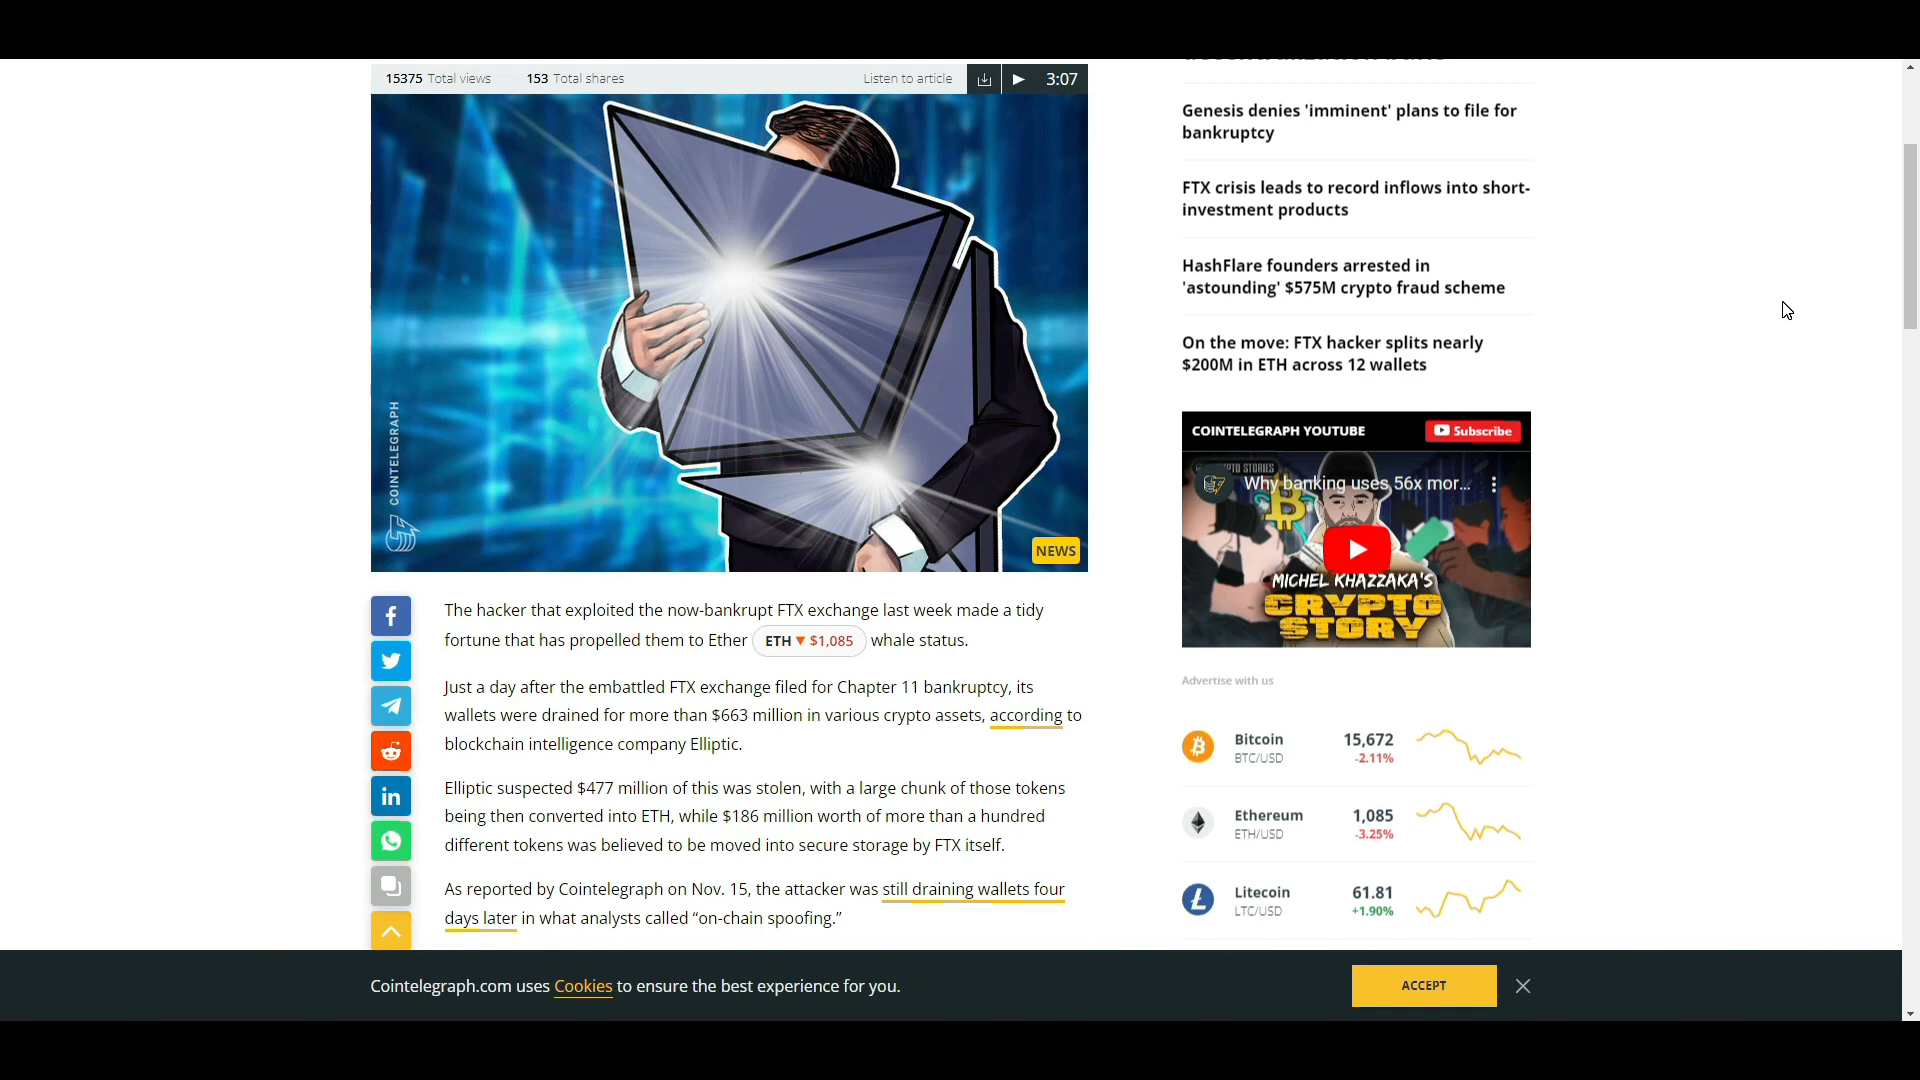 15375 Total views 153 Total shares Listen to article 3:07
COINTELEGRAPH
NEWS
The hacker that exploited the now-bankrupt FTX exchange last week made a tidy
fortune that has propelled them to Ether ETH ▼ $1,085 whale status.
Just a day after the embattled FTX exchange filed for Chapter 11 bankruptcy, its
wallets were drained for more than $663 million in various crypto assets, according to
blockchain intelligence company Elliptic.
Elliptic suspected $477 million of this was stolen, with a large chunk of those tokens
being then converted into ETH, while $186 million worth of more than a hundred
different tokens was believed to be moved into secure storage by FTX itself.
As reported by Cointelegraph on Nov. 15, the attacker was still draining wallets four
days later in what analysts called “on-chain spoofing.”
Genesis denies 'imminent' plans to file for
bankruptcy
FTX crisis leads to record inflows into short-
investment products
HashFlare founders arrested in
'astounding' $575M crypto fraud scheme
On the move: FTX hacker splits nearly
$200M in ETH across 12 wallets
COINTELEGRAPH YOUTUBE Subscribe
Why banking uses 56x mor...
MICHEL KHAZZAKA'S
CRYPTO
STORY
Advertise with us
Bitcoin 15,672
BTC/USD -2.11%
Ethereum 1,085
ETH/USD -3.25%
Litecoin 61.81
LTC/USD +1.90%
Cointelegraph.com uses Cookies to ensure the best experience for you.
ACCEPT